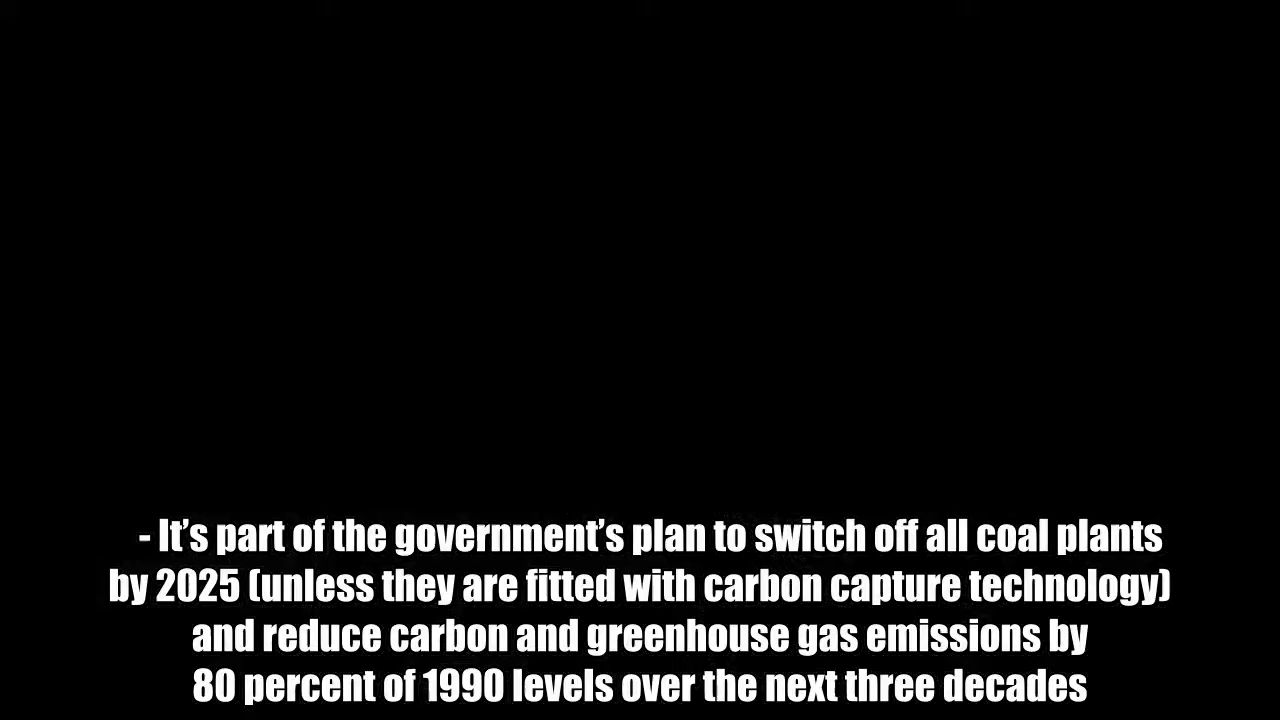 - It’s part of the government’s plan to switch off all coal plants
by 2025 (unless they are fitted with carbon capture technology)
and reduce carbon and greenhouse gas emissions by
80 percent of 1990 levels over the next three decades